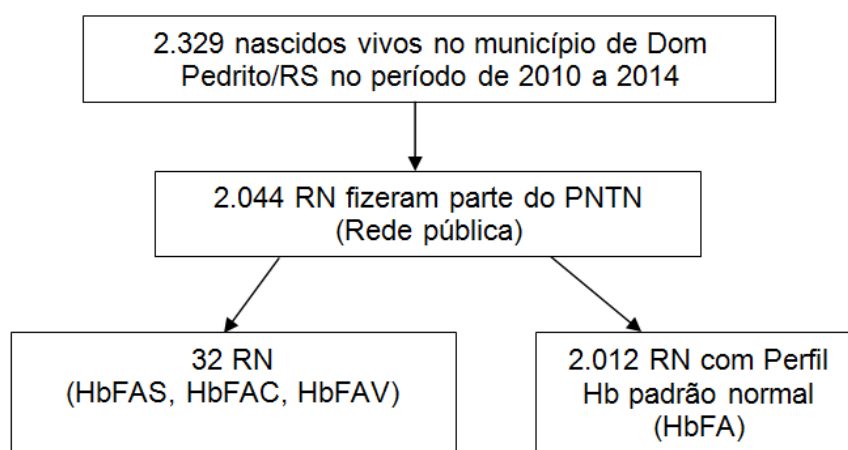 2.329 nascidos vivos no município de Dom
Pedrito/RS no período de 2010 a 2014
2.044 RN fizeram parte do PNTN
(Rede pública)
32 RN
(HbFAS, HbFAC, HbFAV)
2.012 RN com Perfil
Hb padrão normal
(HbFA)